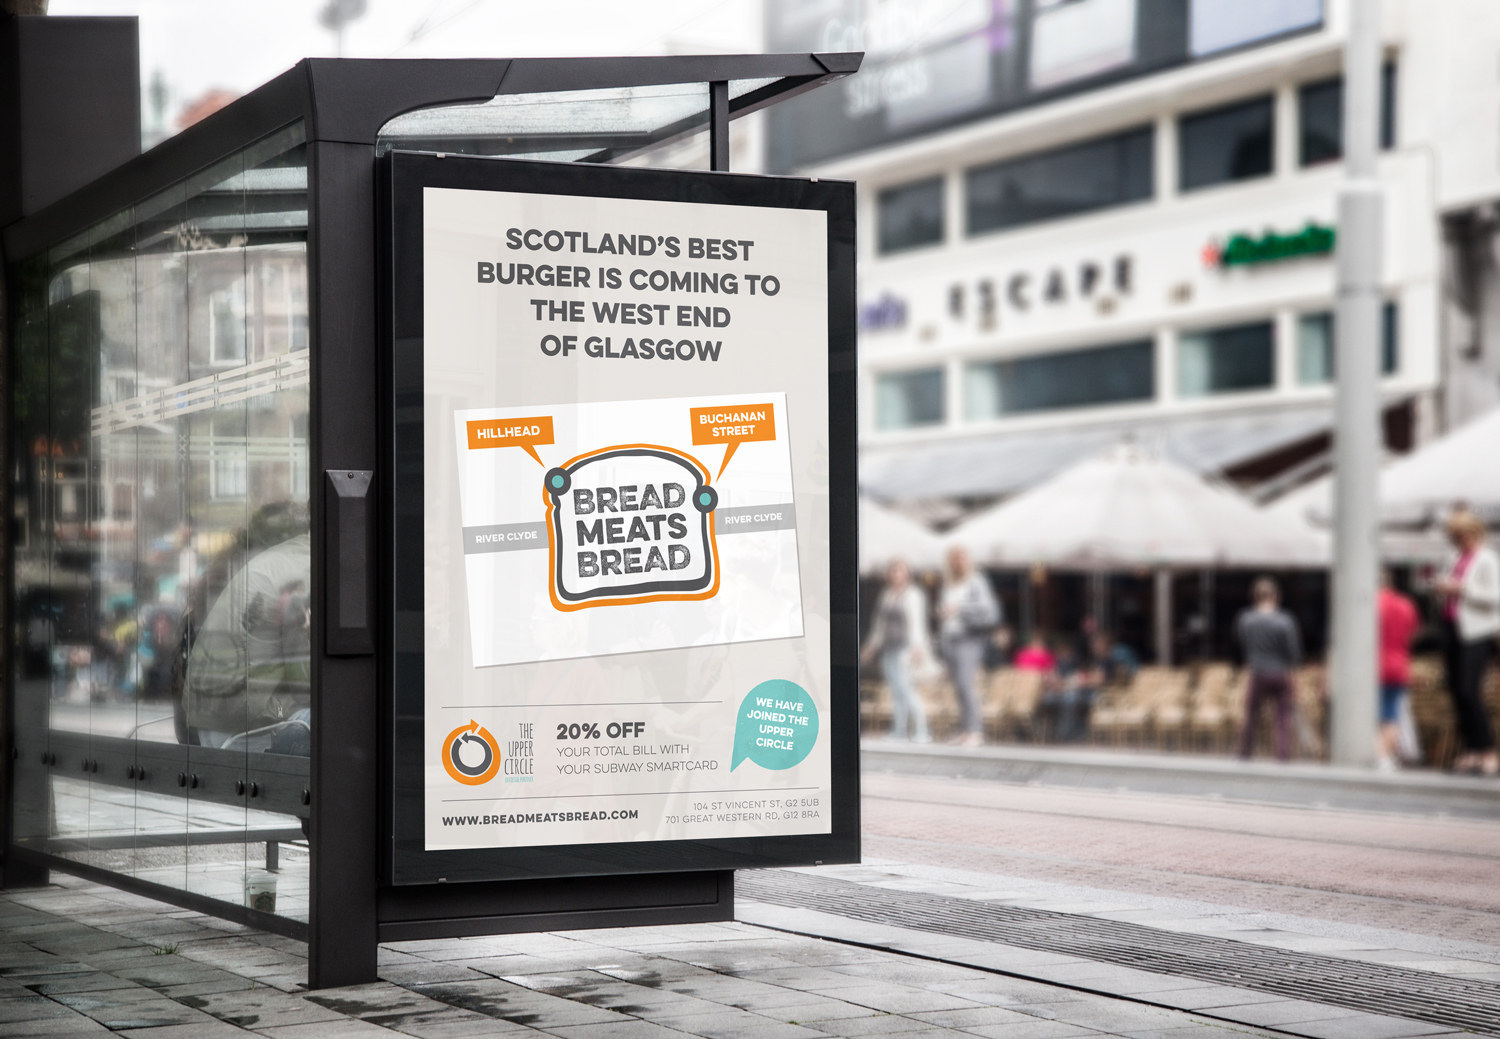 SCOTLAND'S BEST
BURGER IS COMING TO
THE WEST END
OF GLASGOW
HILLHEAD
BUCHANAN
STREET
BREAD
MEATS
BREAD
RIVER CLYDE
RIVER CLYDE
WE HAVE
JOINED THE
UPPER
CIRCLE
THE
UPPER
CIRCLE
20% OFF
YOUR TOTAL BILL WITH
YOUR SUBWAY SMARTCARD
WWW.BREADMEATSBREAD.COM
104 ST VINCENT ST, G2 5UB
701 GREAT WESTERN RD, G12 8RA
ESCAPE
Heineken